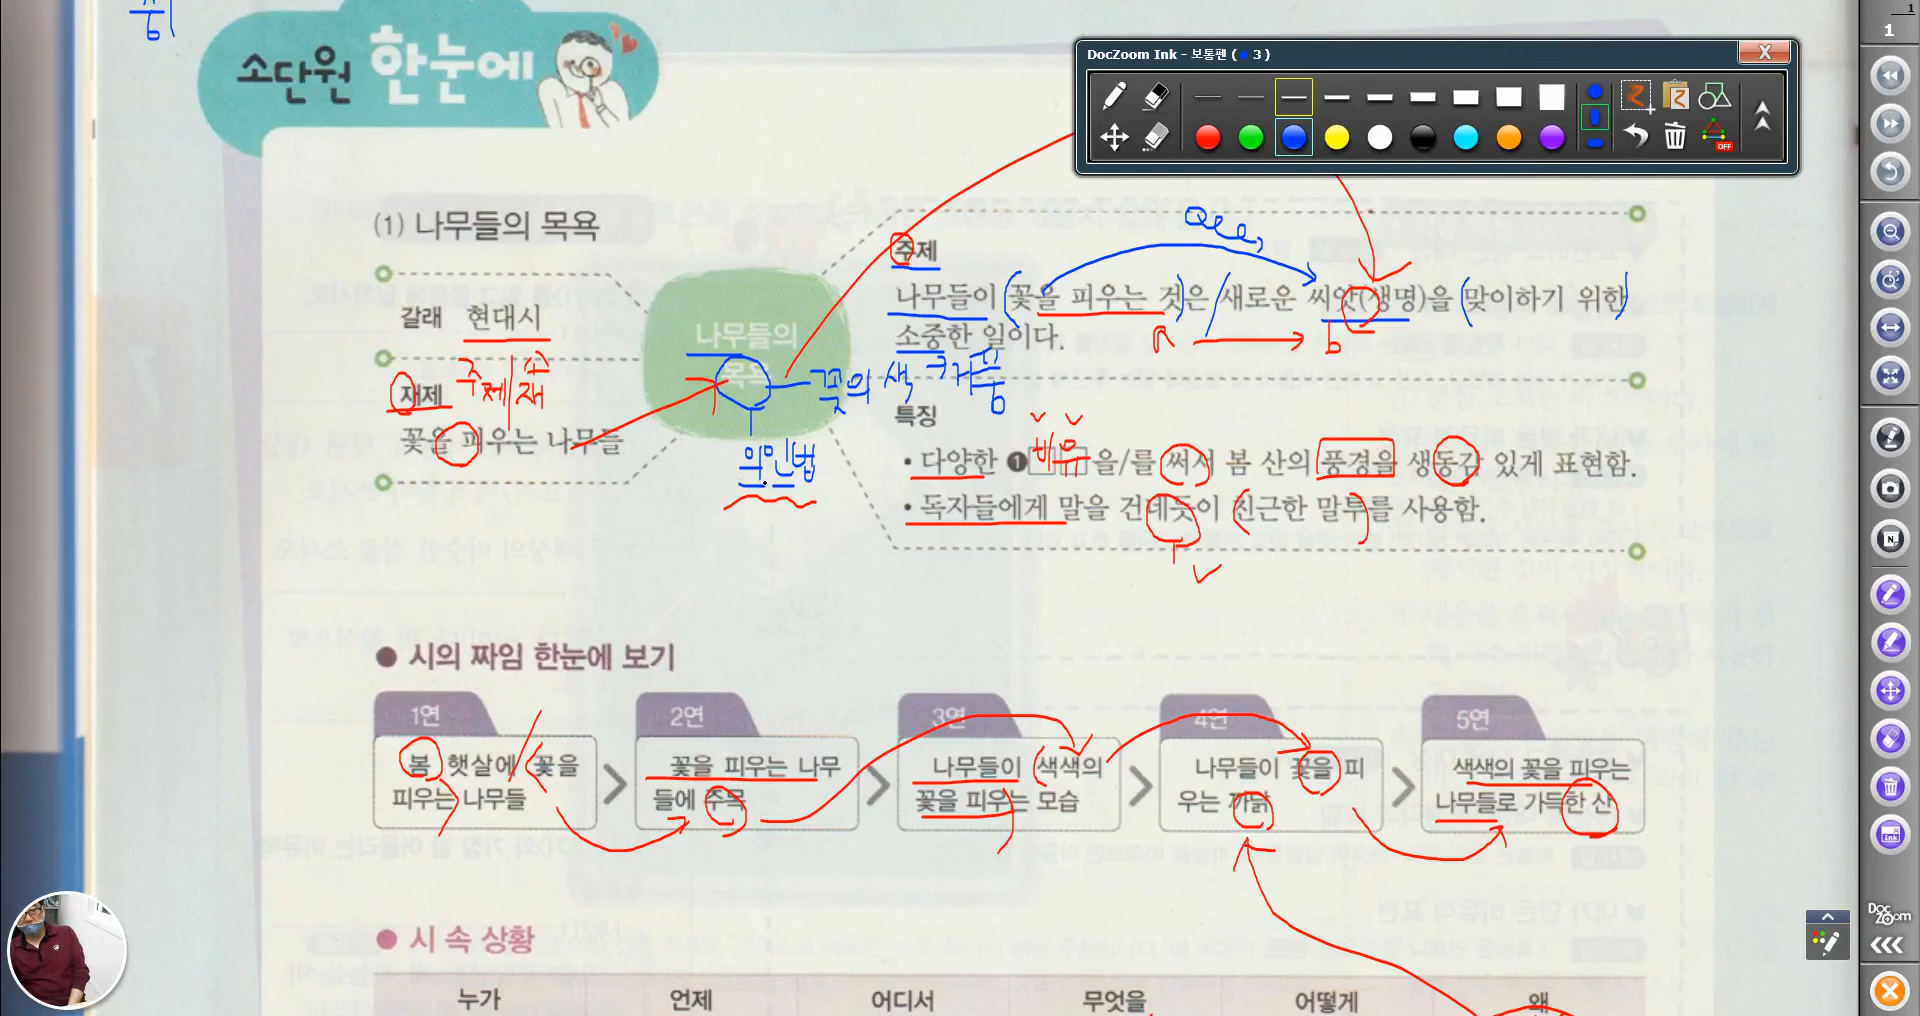 소단원 한눈에
DocZoom Ink - 보통펜 ( 3 )
(1) 나무들의 목욕
갈래 현대시
제재
주제 소재
꽃을 피우는 나무들
나무들의
목욕
꽃의 색
의인법
주제
나무들이 꽃을 피우는 것은 새로운 씨앗(생명)을 맞이하기 위한
소중한 일이다.
a b
특징
• 다양한 ❶ 비유 을/를 써서 봄 산의 풍경을 생동감 있게 표현함.
• 독자들에게 말을 건네듯이 친근한 말투를 사용함.
● 시의 짜임 한눈에 보기
1연
봄 햇살에 꽃을
피우는 나무들
2연
꽃을 피우는 나무
들에 주목
3연
나무들이 색색의
꽃을 피우는 모습
4연
나무들이 꽃을 피
우는 까닭
5연
색색의 꽃을 피우는
나무들로 가득한 산
● 시 속 상황
누가 언제 어디서 무엇을 어떻게 왜
1
1
OFF
N
Ink
Doc
Zoom